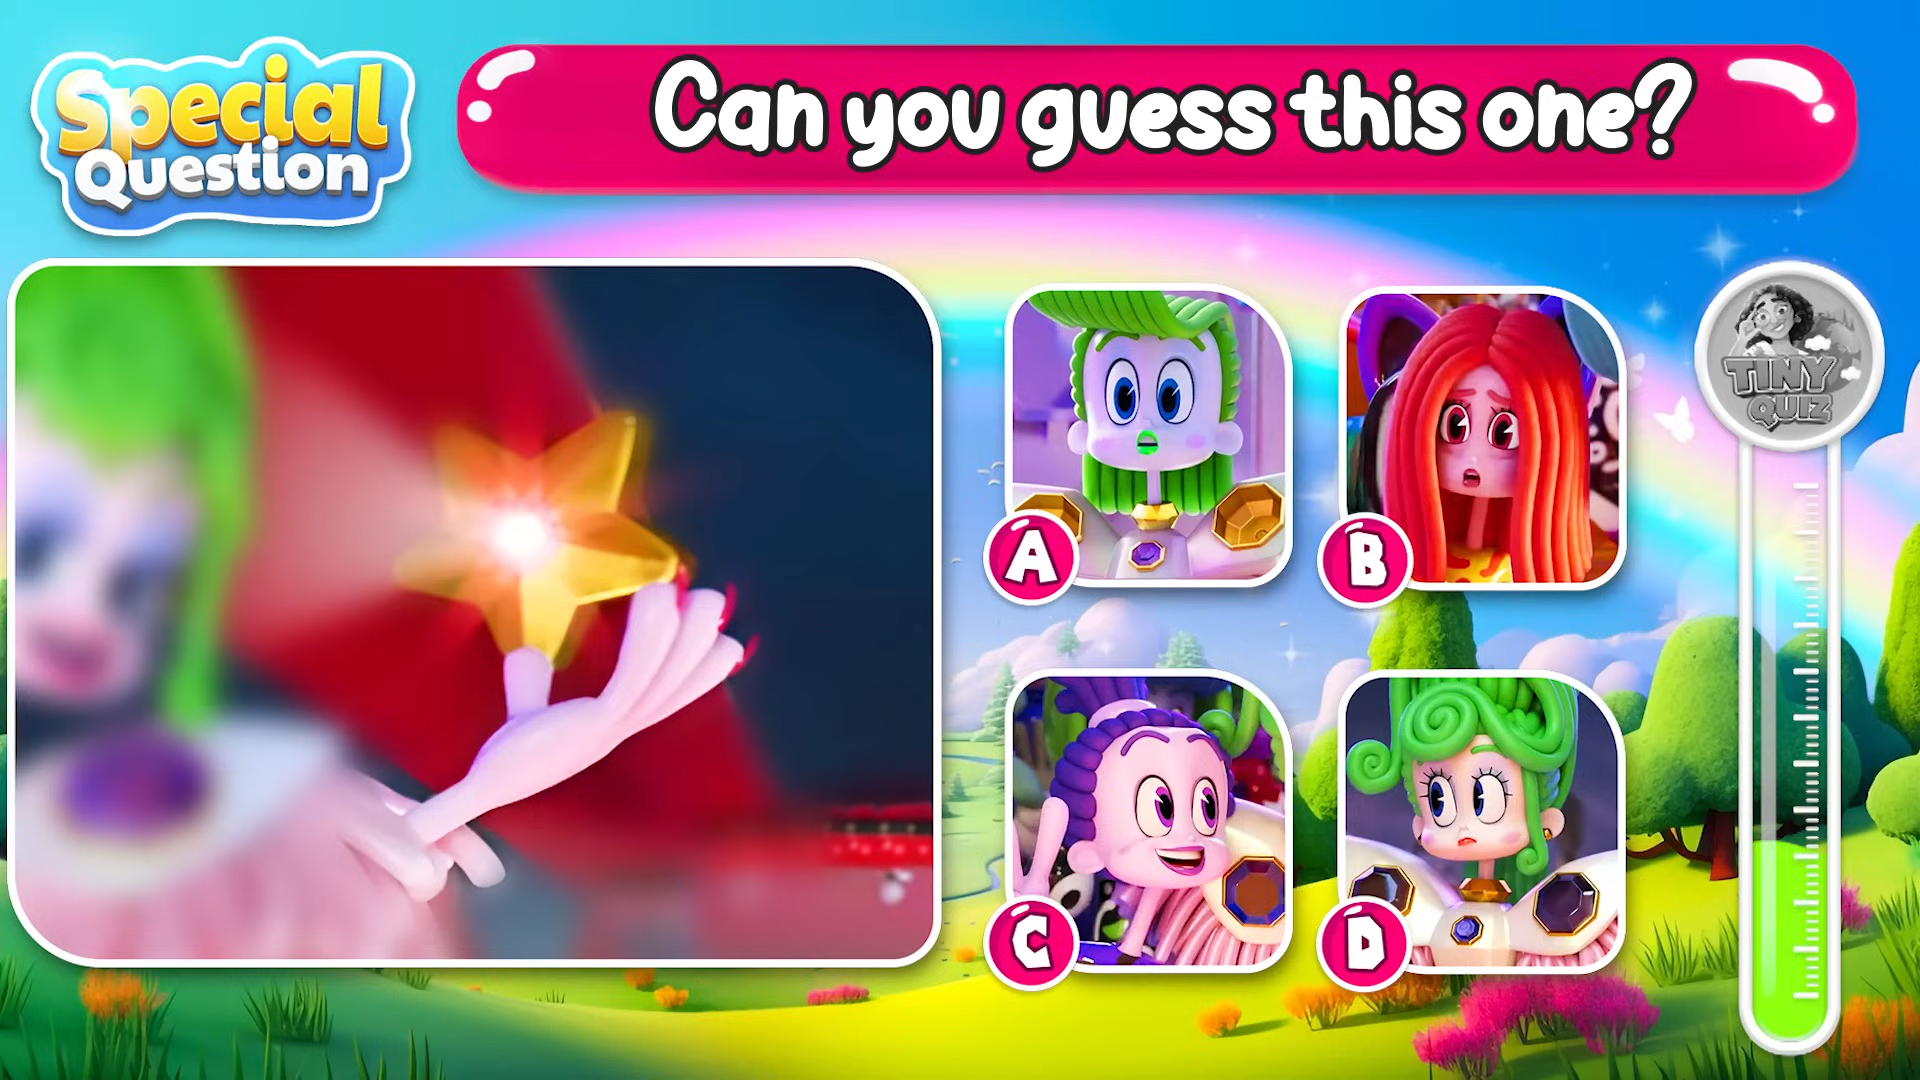 Special
Question
Can you guess this one?
A
B
C
D
TINY
QUIZ